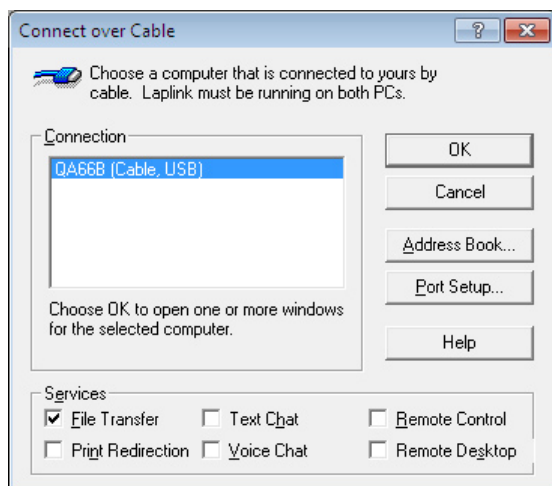 Connect over Cable
?
Choose a computer that is connected to yours by
cable. Laplink must be running on both PCs.
Connection
QA66B (Cable, USB)
Choose OK to open one or more windows
for the selected computer.
OK
Cancel
Address Book...
Port Setup...
Help
Services
File Transfer
Text Chat
Remote Control
Print Redirection
Voice Chat
Remote Desktop